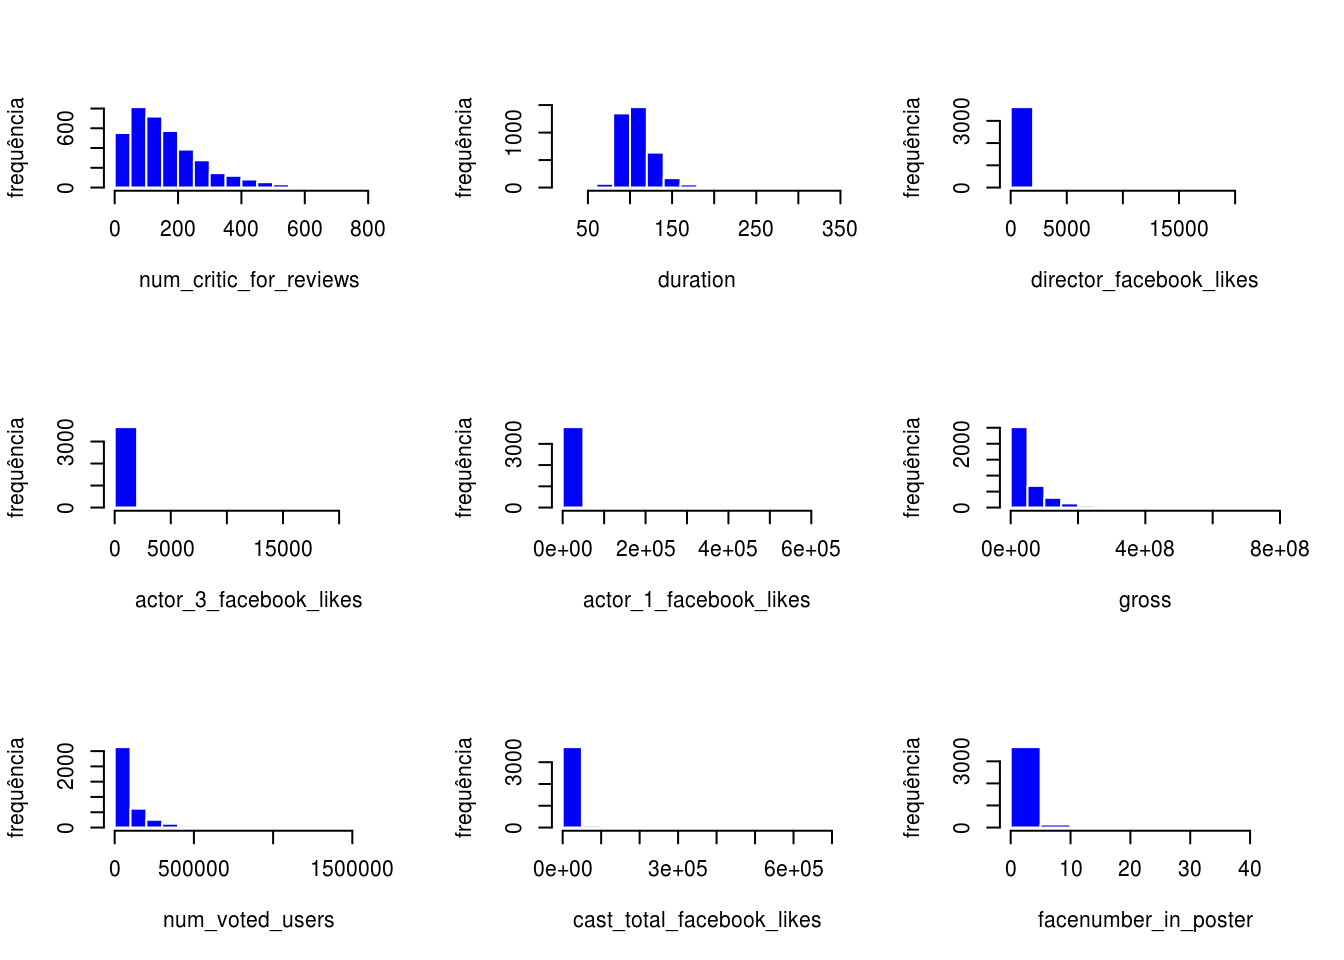 frequência
0 600
0 200 400 600 800
num_critic_for_reviews
frequência
0 1000
50 150 250 350
duration
frequência
0 3000
0 5000 15000
director_facebook_likes
frequência
0 3000
0 5000 15000
actor_3_facebook_likes
frequência
0 3000
0e+00 2e+05 4e+05 6e+05
actor_1_facebook_likes
frequência
0 2000
0e+00 4e+08 8e+08
gross
frequência
0 2000
0 500000 1500000
num_voted_users
frequência
0 3000
0e+00 3e+05 6e+05
cast_total_facebook_likes
frequência
0 3000
0 10 20 30 40
facenumber_in_poster